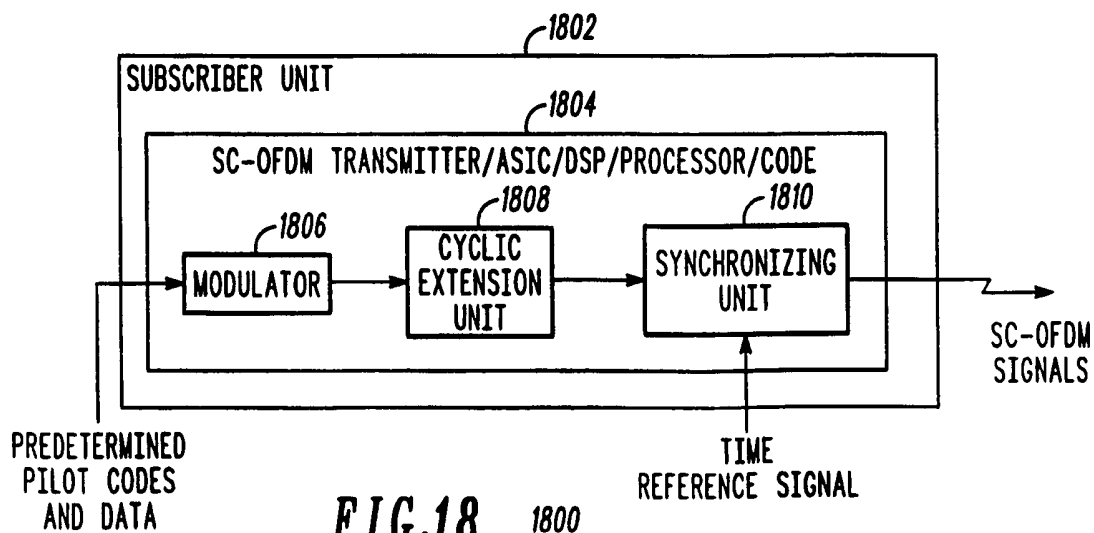 1802
SUBSCRIBER UNIT
1804
SC-OFDM TRANSMITTER/ASIC/DSP/PROCESSOR/CODE
1806
MODULATOR
1808
CYCLIC
EXTENSION
UNIT
1810
SYNCHRONIZING
UNIT
SC-OFDM
SIGNALS
PREDETERMINED
PILOT CODES
AND DATA
TIME
REFERENCE SIGNAL
FIG.18 1800